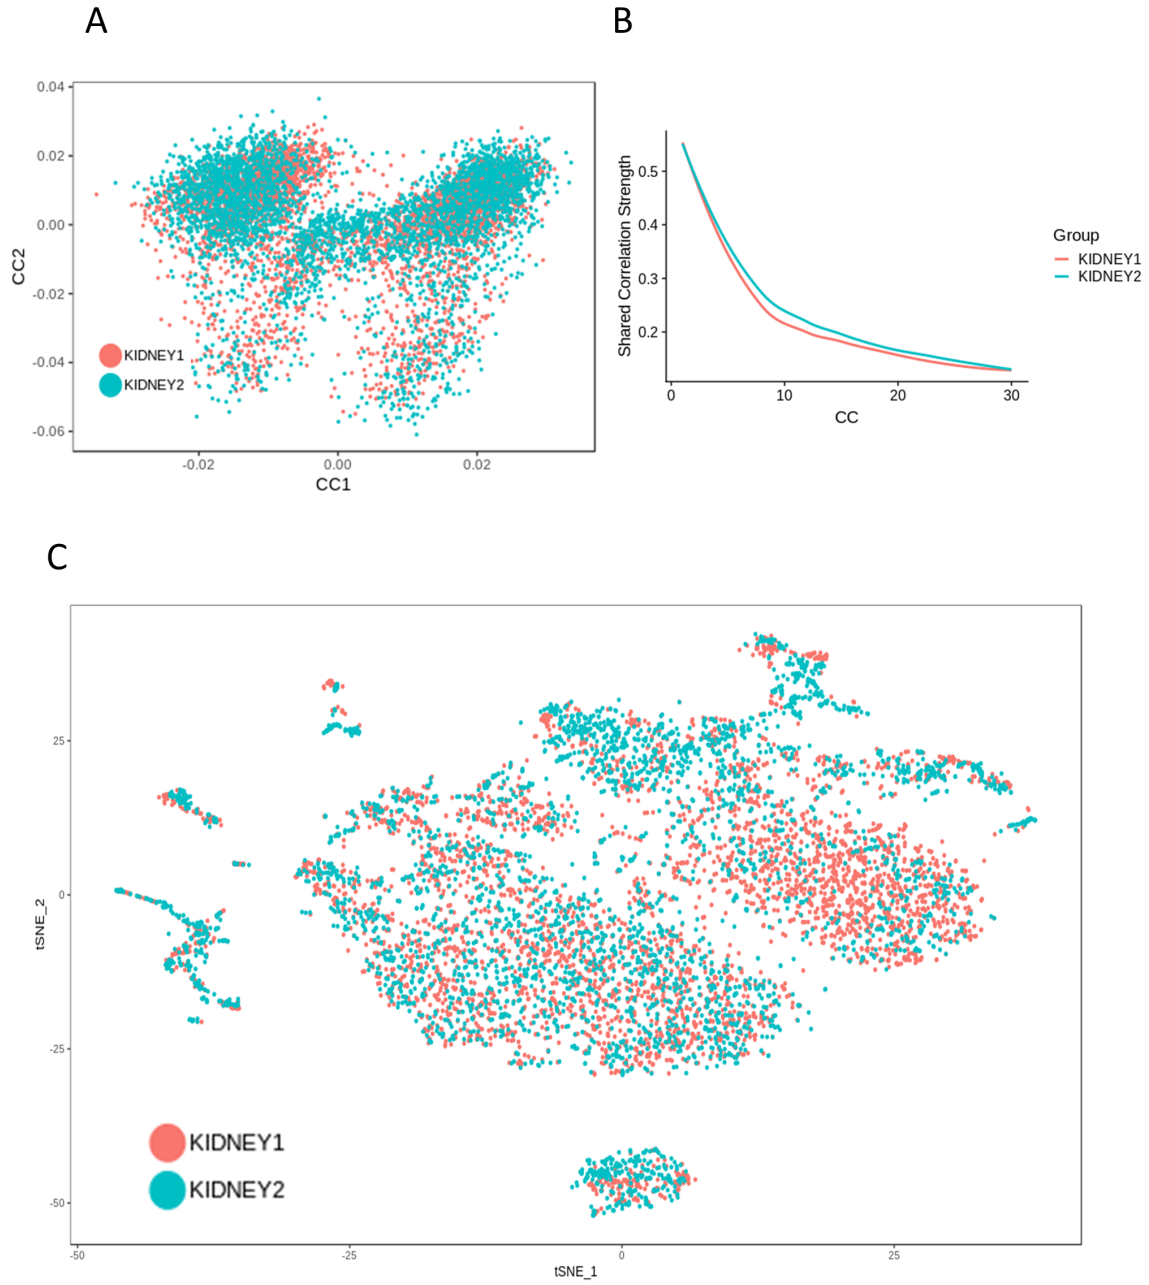 A
B
0.04
0.02
0.00
-0.02
-0.04
-0.06
CC2
KIDNEY1
KIDNEY2
-0.02 0.00 0.02
CC1
Shared Correlation Strength
0.5
0.4
0.3
0.2
0 10 20 30
CC
Group
KIDNEY1
KIDNEY2
C
tSNE_2
25
0
-25
-50
KIDNEY1
KIDNEY2
-50 -25 0 25
tSNE_1